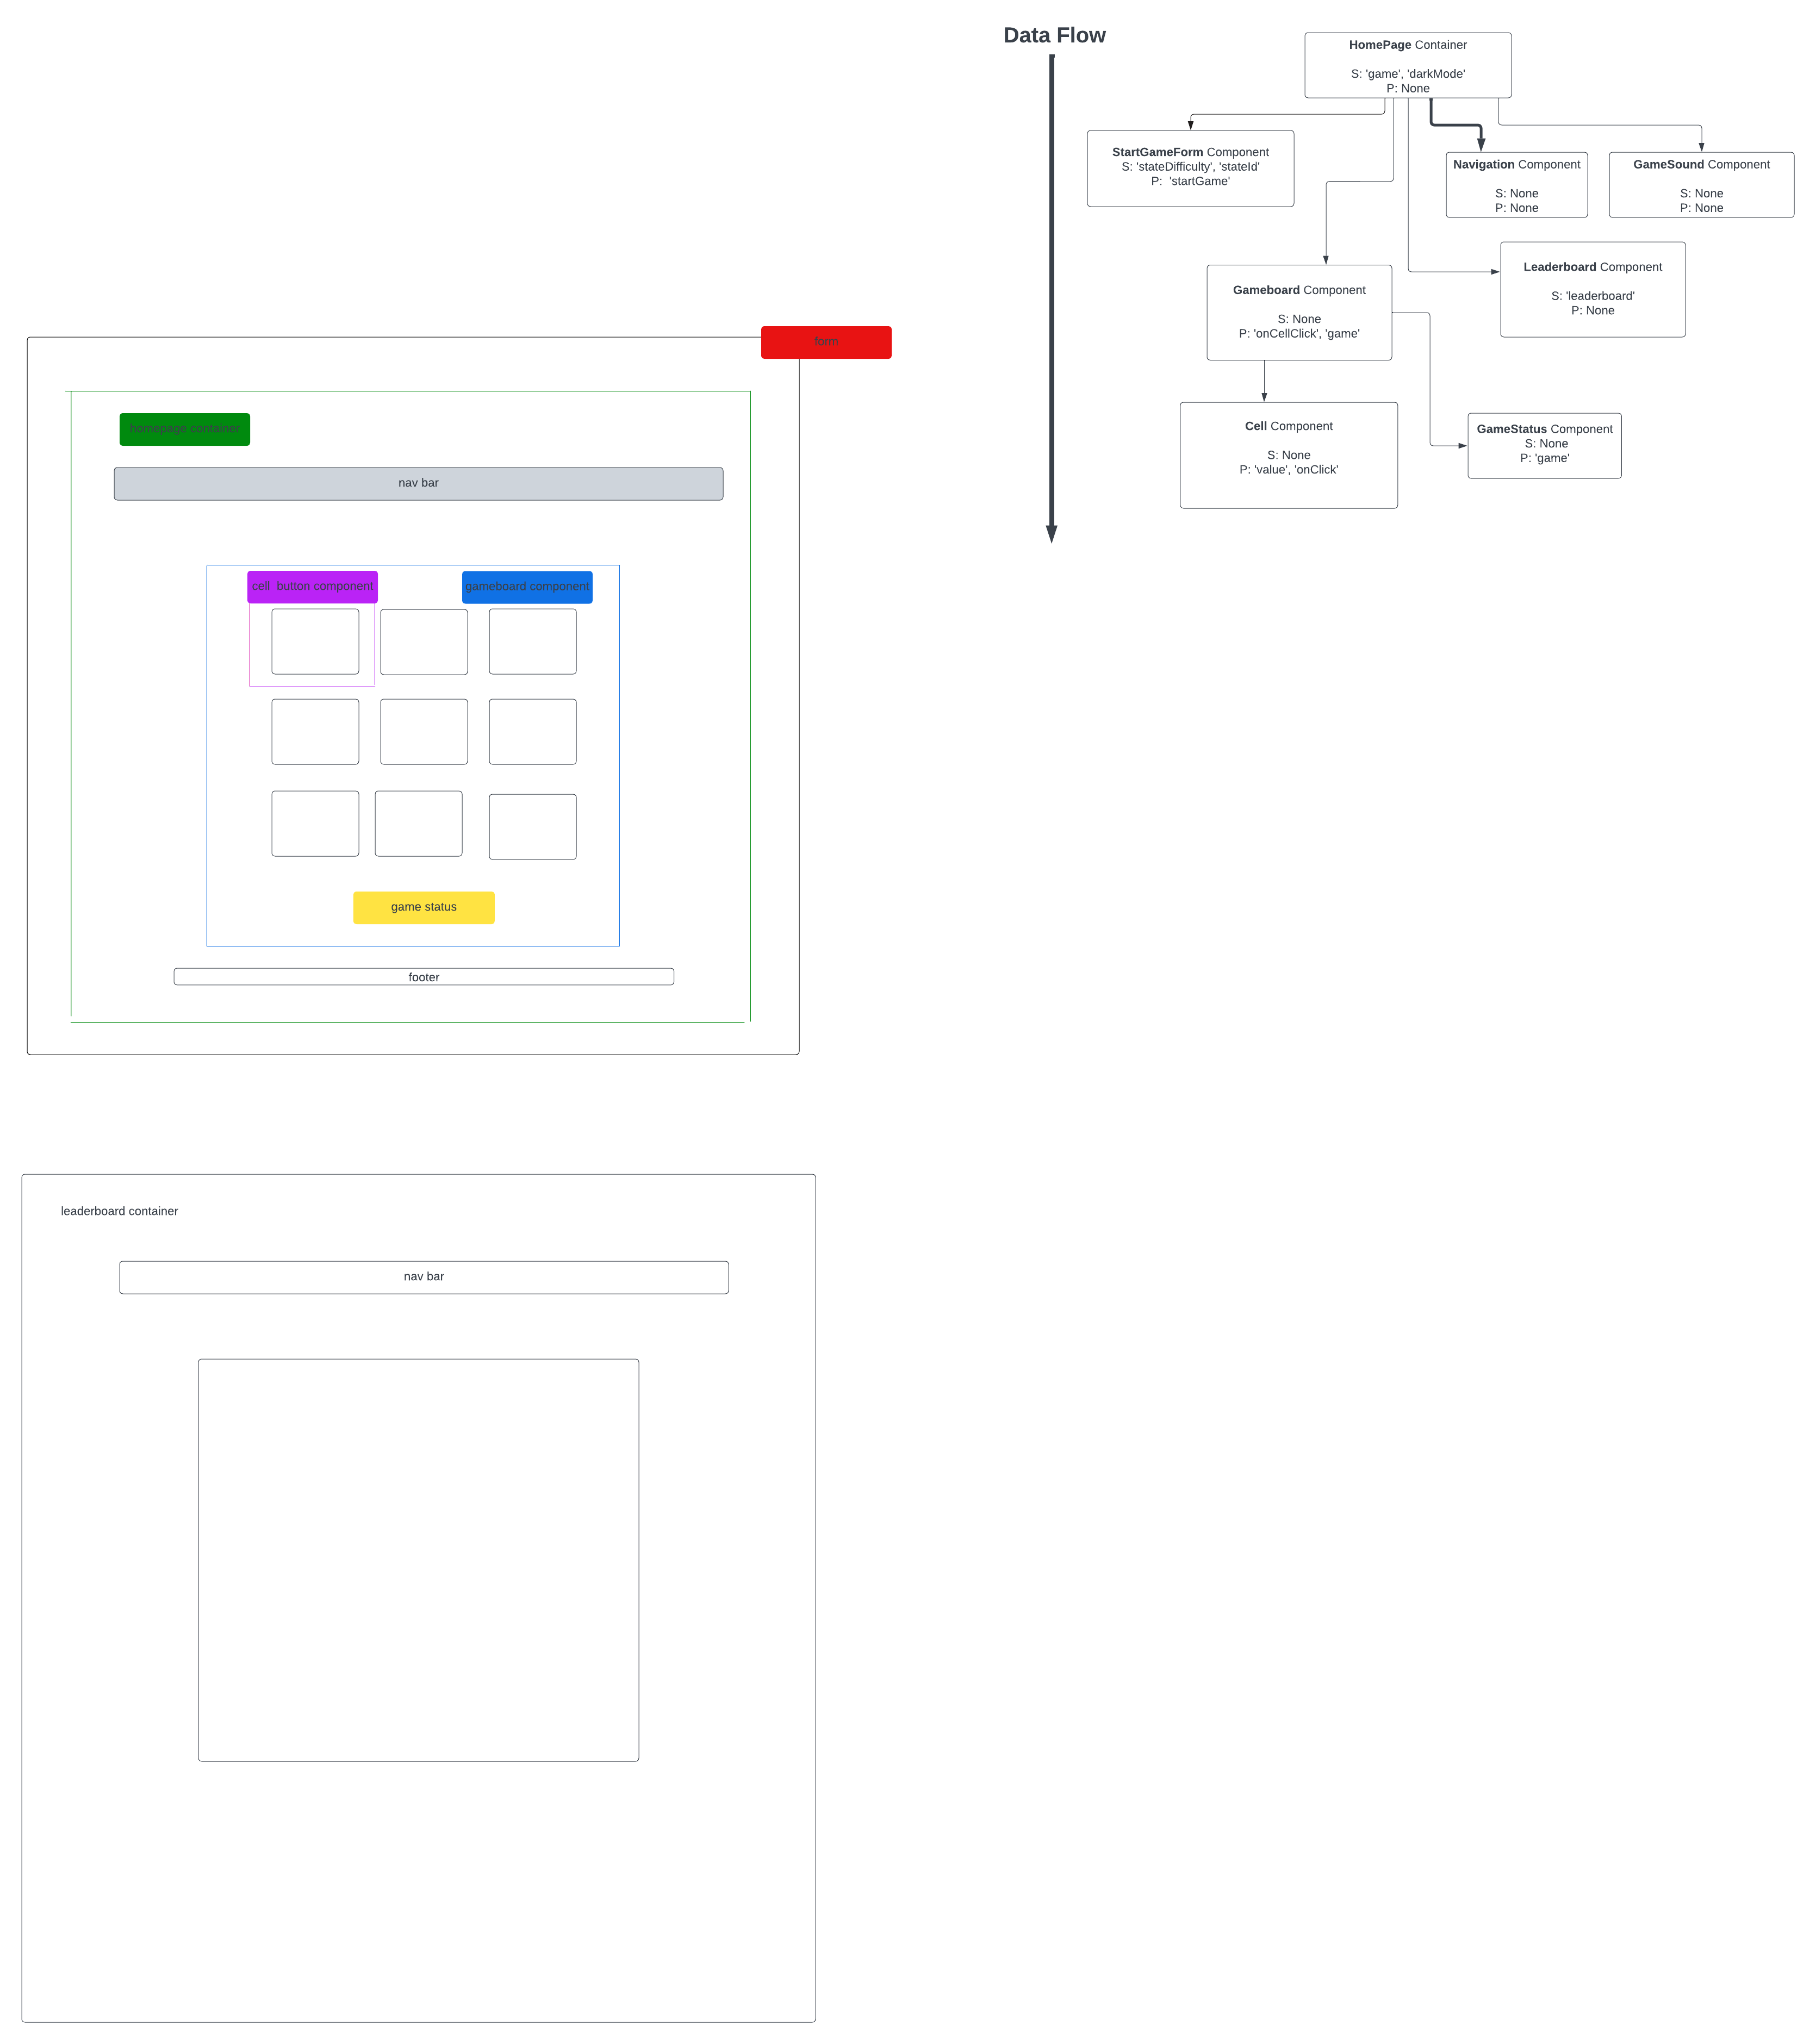 Data Flow
HomePage Container
S: 'game', 'darkMode'
P: None
StartGameForm Component
S: 'stateDifficulty', 'stateId'
P:  'startGame'
Navigation Component
S: None
P: None
GameSound Component
S: None
P: None
Leaderboard Component
S: 'leaderboard'
P: None
Gameboard Component
S: None
P: 'onCellClick', 'game'
Cell Component
S: None
P: 'value', 'onClick'
GameStatus Component
S: None
P: 'game'
form
homepage container
nav bar
cell  button component
gameboard component
game status
footer
leaderboard container
nav bar